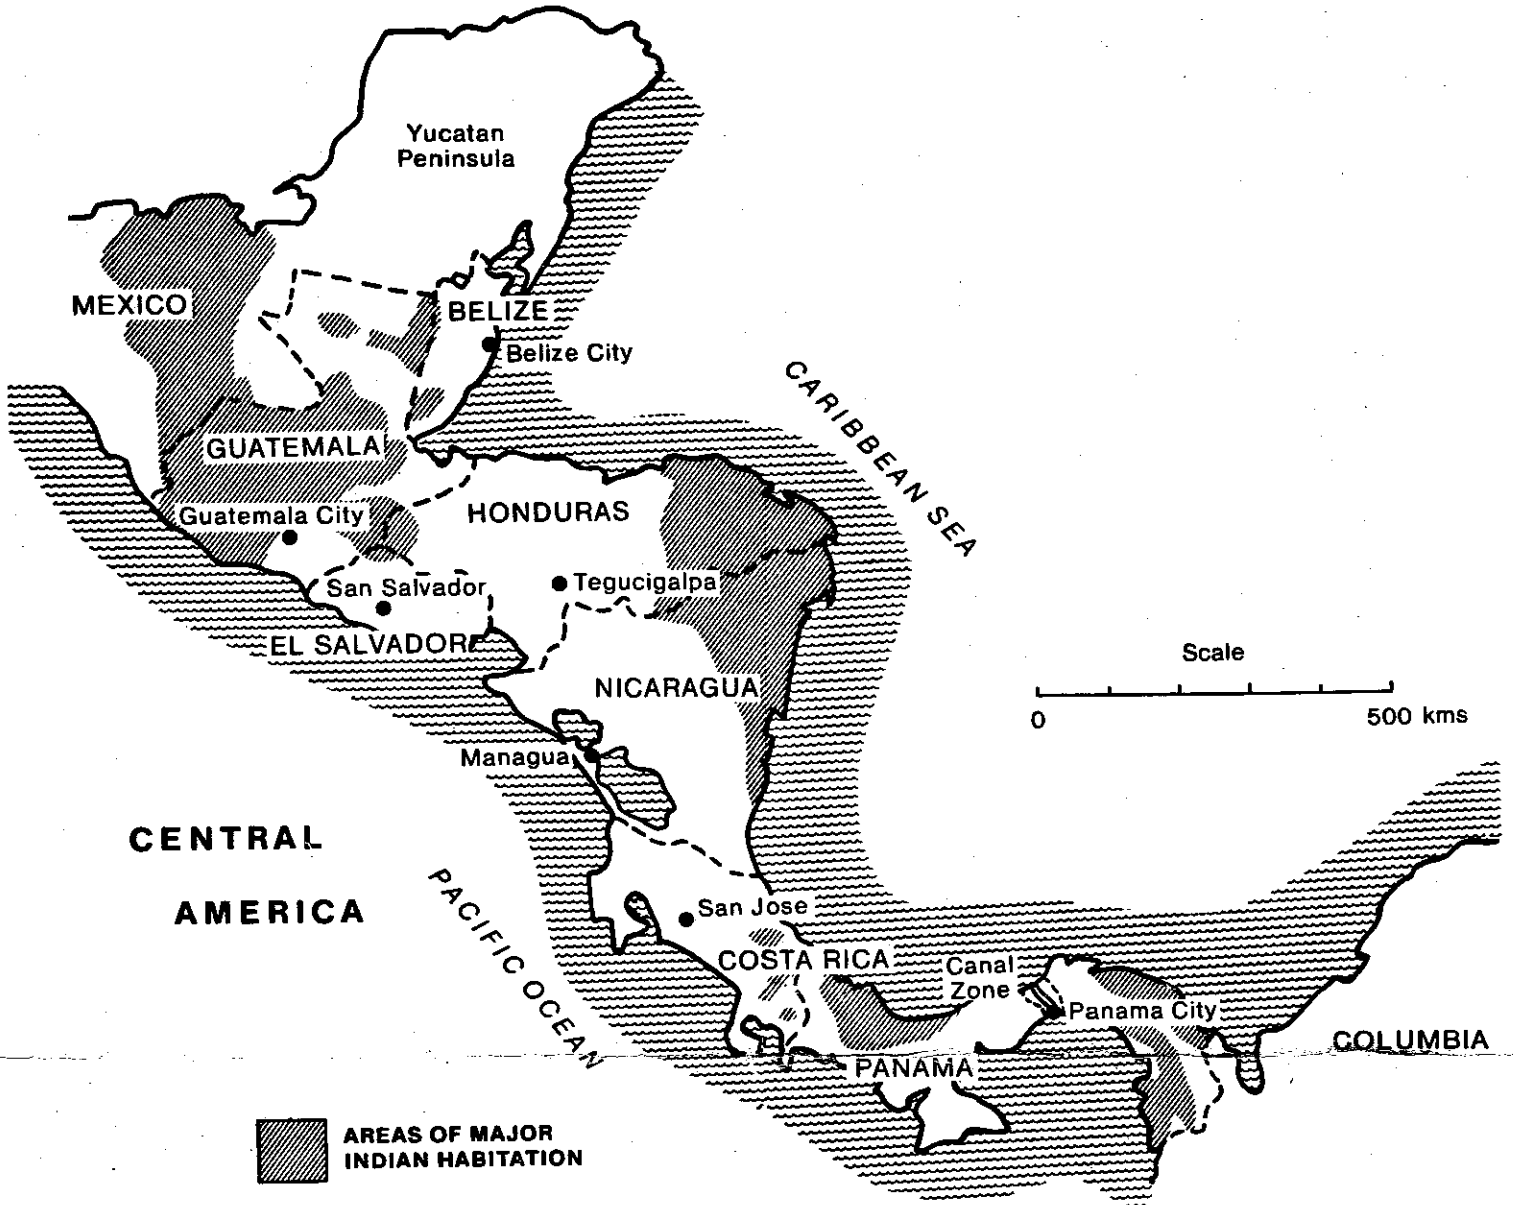 Yucatan
Peninsula
MEXICO
BELIZE
Belize City
CARIBBEAN SEA
GUATEMALA
Guatemala City
HONDURAS
San Salvador
Tegucigalpa
EL SALVADOR
NICARAGUA
Scale
0
500 kms
Managua
CENTRAL
AMERICA
PACIFIC OCEAN
San Jose
COSTA RICA
Canal
Zone
Panama City
COLUMBIA
PANAMA
AREAS OF MAJOR
INDIAN HABITATION